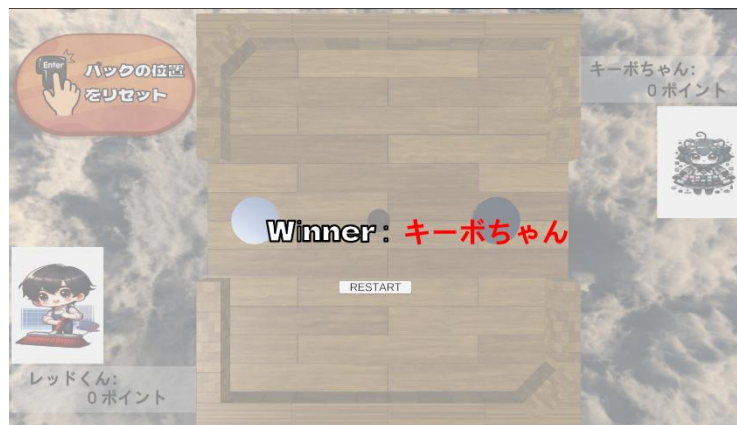 Enter
パックの位置
をリセット
キーボちゃん:
0 ポイント
Winner : キーボちゃん
RESTART
レッドくん:
0 ポイント